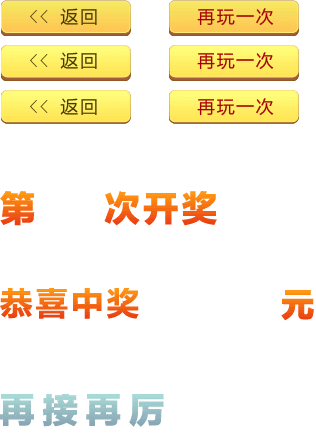 << 返回 再玩一次
<< 返回 再玩一次
<< 返回 再玩一次
第 次开奖
恭喜中奖 元
再接再厉